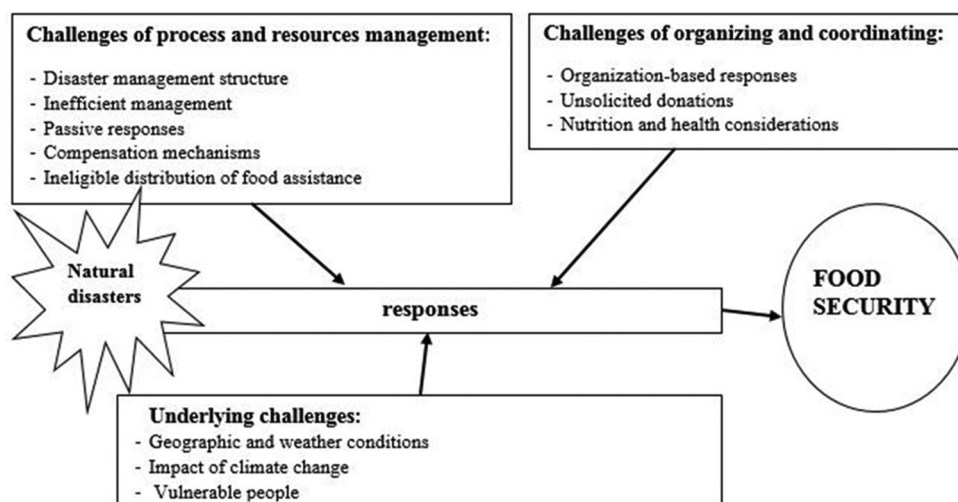 Challenges of process and resources management:
- Disaster management structure
- Inefficient management
- Passive responses
- Compensation mechanisms
- Ineligible distribution of food assistance
Challenges of organizing and coordinating:
- Organization-based responses
- Unsolicited donations
- Nutrition and health considerations
Natural
disasters
responses
FOOD
SECURITY
Underlying challenges:
- Geographic and weather conditions
- Impact of climate change
- Vulnerable people